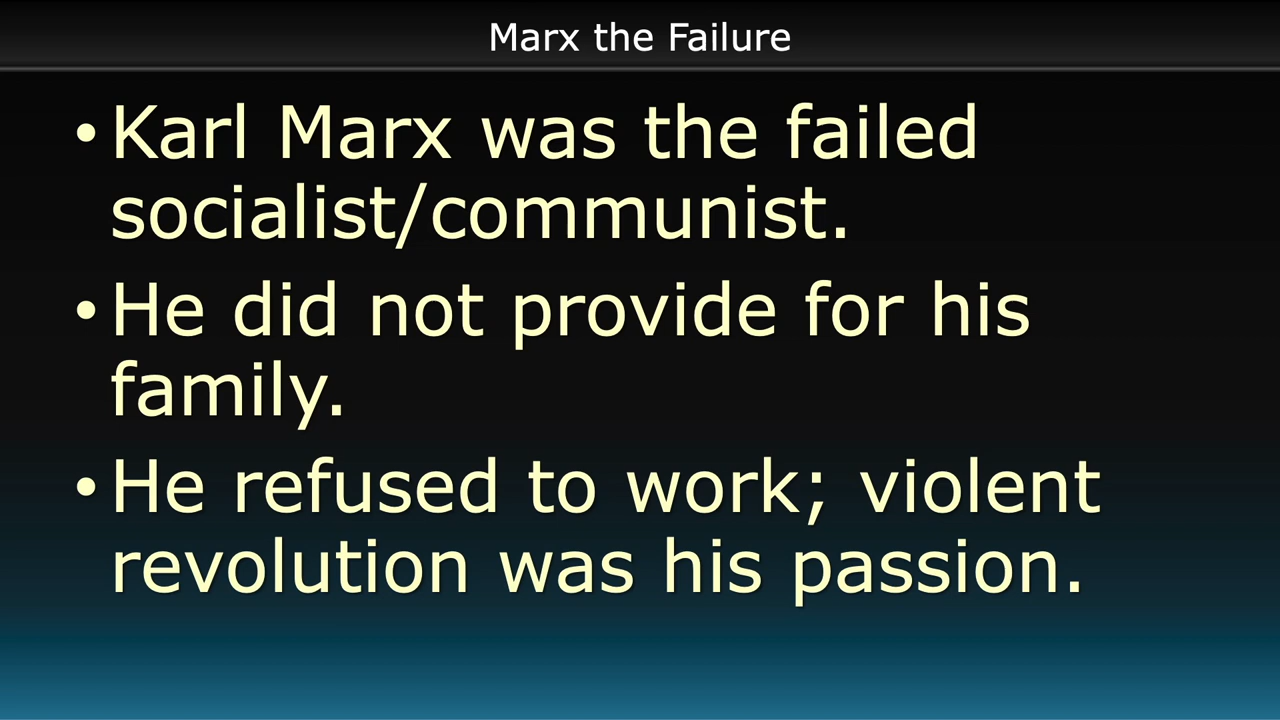 Marx the Failure
•Karl Marx was the failed
socialist/communist.
•He did not provide for his
family.
•He refused to work; violent
revolution was his passion.